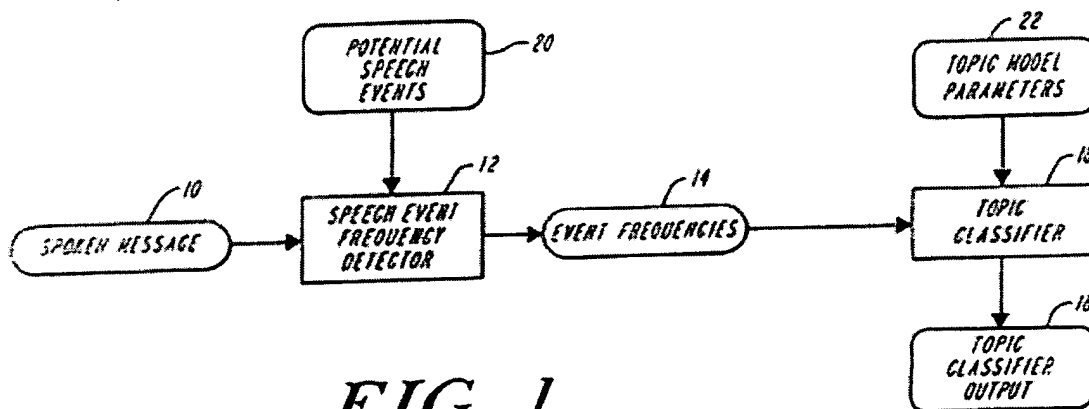 20
POTENTIAL
SPEECH
EVENTS
22
TOPIC MODEL
PARAMETERS
10
SPOKEN MESSAGE
12
SPEECH EVENT
FREQUENCY
DETECTOR
14
EVENT FREQUENCIES
TOPIC
CLASSIFIER
TOPIC
CLASSIFIER
OUTPUT
FIG. 1